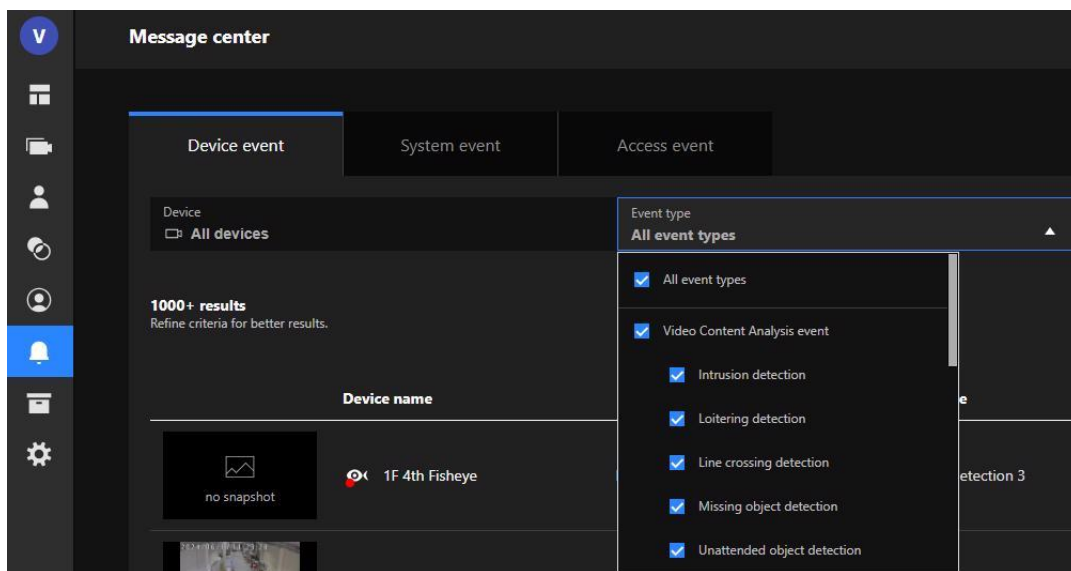 V
Message center
Device event
System event
Access event
Device
All devices
Event type
All event types
All event types
1000+ results
Refine criteria for better results.
Video Content Analysis event
Intrusion detection
Device name
e
Loitering detection
Line crossing detection
no snapshot
1F 4th Fisheye
etection 3
Missing object detection
Unattended object detection